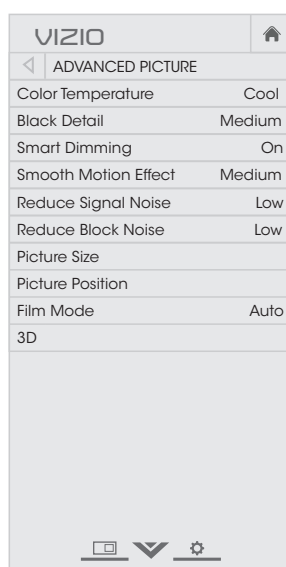 VIZIO
ADVANCED PICTURE
Color Temperature Cool
Black Detail Medium
Smart Dimming On
Smooth Motion Effect Medium
Reduce Signal Noise Low
Reduce Block Noise Low
Picture Size
Picture Position
Film Mode Auto
3D